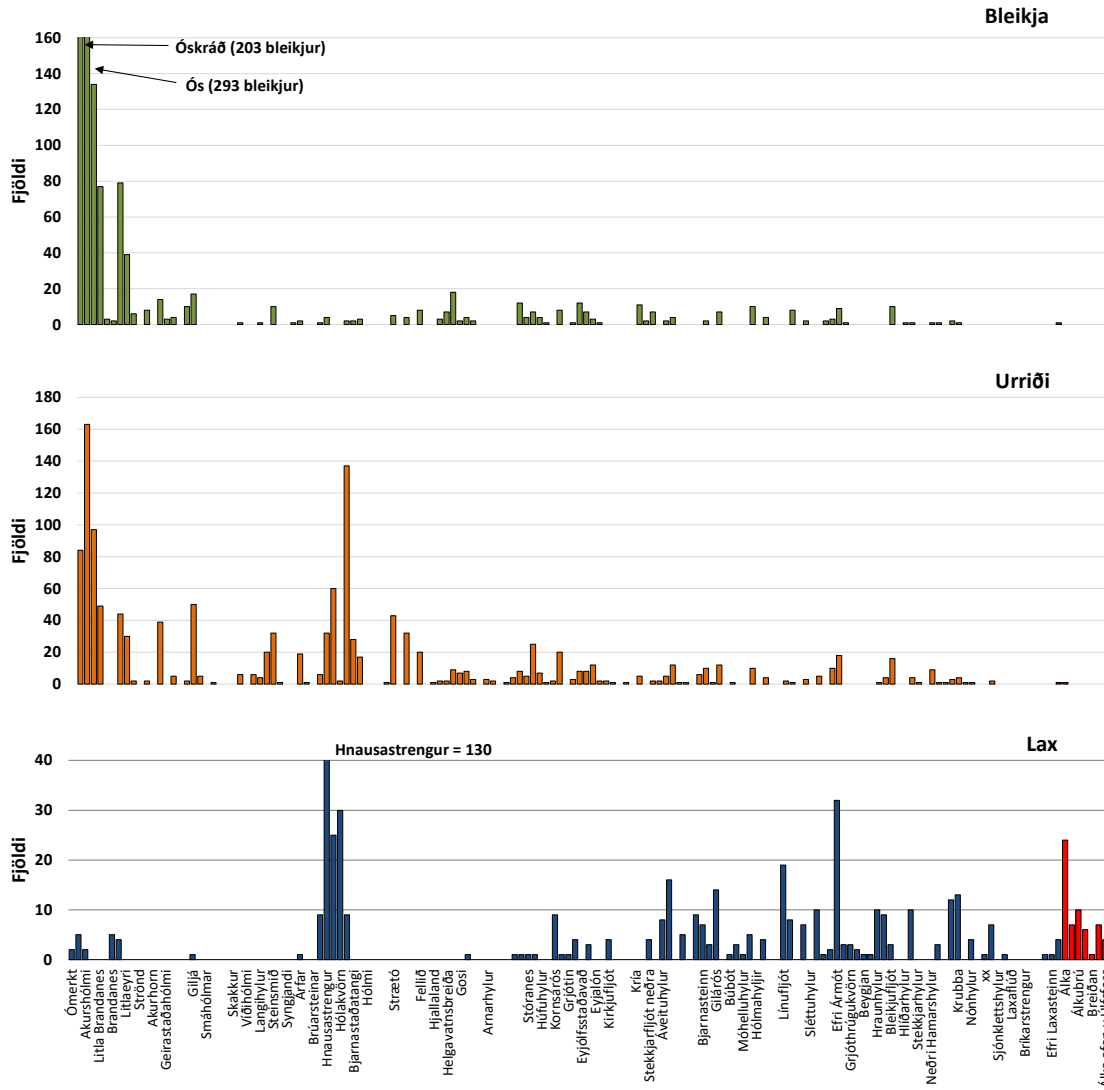 Bleikja
160
140
120
100
80
60
40
20
0
Fjöldi
Óskráð (203 bleikjur)
Ós (293 bleikjur)
Urriði
180
160
140
120
100
80
60
40
20
0
Fjöldi
Lax
Hnausastrengur = 130
40
30
20
10
0
Fjöldi
Ómerkt
Akursholmi
Litla Brandanes
Brandanes
Litlaeyri
Strönd
Akurhorn
Geirastaðahólmi
Giljá
Smáhólmar
Skakkur
Víðihólmi
Langihylur
Steinsmið
Syngjandi
Árfar
Brúarsteinar
Hnausastrengur
Hólakvörn
Bjarnastaðatangi
Hólmi
Strætó
Fellið
Hjallaland
Helgavatnsbreiða
Gosi
Arnarhylur
Stóranes
Húfuhylur
Kornsárós
Grjótin
Eyjólfsstaðavað
Eyjalón
Kirkjufljót
Kría
Stekkjarfljót neðra
Áveituhylur
Bjarnasteinn
Gilárós
Bubót
Móhelluhylur
Hólmahyljir
Línufljót
Sléttuhylur
Efri Ármót
Grjóthrúgukvörn
Beygjan
Hraunhylur
Bleikjufljót
Hlíðarhylur
Stekkjarhylur
Neðri Hamarshylur
Krubba
Nónhylur
xx
Sjónklettshylur
Laxaflúð
Bríkarstrengur
Efri Laxasteinn
Álka
Álkurú
Breiðan